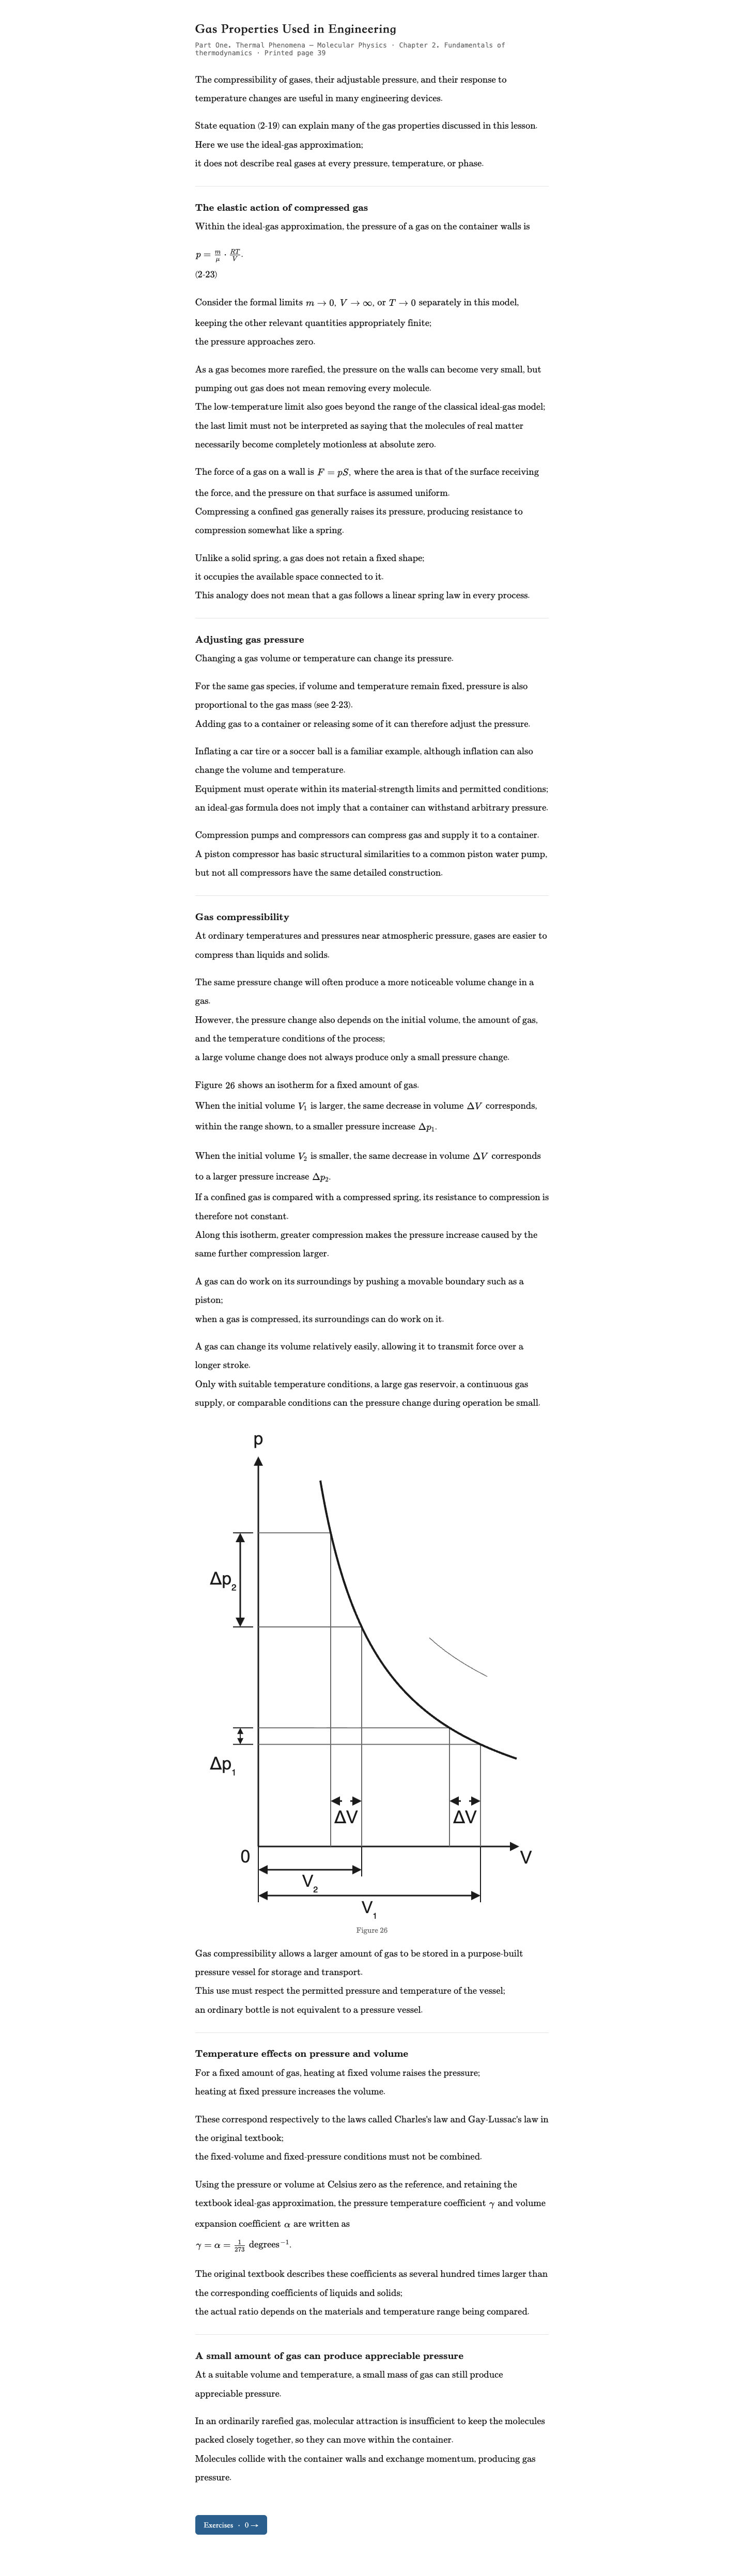 Gas Properties Used in Engineering
Part One. Thermal Phenomena — Molecular Physics · Chapter 2. Fundamentals of
thermodynamics · Printed page 39
The compressibility of gases, their adjustable pressure, and their response to
temperature changes are useful in many engineering devices.
State equation (2-19) can explain many of the gas properties discussed in this lesson.
Here we use the ideal-gas approximation;
it does not describe real gases at every pressure, temperature, or phase.
The elastic action of compressed gas
Within the ideal-gas approximation, the pressure of a gas on the container walls is
p = m/μ · RT/V.
(2-23)
Consider the formal limits m → 0, V → ∞, or T → 0 separately in this model,
keeping the other relevant quantities appropriately finite;
the pressure approaches zero.
As a gas becomes more rarefied, the pressure on the walls can become very small, but
pumping out gas does not mean removing every molecule.
The low-temperature limit also goes beyond the range of the classical ideal-gas model;
the last limit must not be interpreted as saying that the molecules of real matter
necessarily become completely motionless at absolute zero.
The force of a gas on a wall is F = pS, where the area is that of the surface receiving
the force, and the pressure on that surface is assumed uniform.
Compressing a confined gas generally raises its pressure, producing resistance to
compression somewhat like a spring.
Unlike a solid spring, a gas does not retain a fixed shape;
it occupies the available space connected to it.
This analogy does not mean that a gas follows a linear spring law in every process.
Adjusting gas pressure
Changing a gas volume or temperature can change its pressure.
For the same gas species, if volume and temperature remain fixed, pressure is also
proportional to the gas mass (see 2-23).
Adding gas to a container or releasing some of it can therefore adjust the pressure.
Inflating a car tire or a soccer ball is a familiar example, although inflation can also
change the volume and temperature.
Equipment must operate within its material-strength limits and permitted conditions;
an ideal-gas formula does not imply that a container can withstand arbitrary pressure.
Compression pumps and compressors can compress gas and supply it to a container.
A piston compressor has basic structural similarities to a common piston water pump,
but not all compressors have the same detailed construction.
Gas compressibility
At ordinary temperatures and pressures near atmospheric pressure, gases are easier to
compress than liquids and solids.
The same pressure change will often produce a more noticeable volume change in a
gas.
However, the pressure change also depends on the initial volume, the amount of gas,
and the temperature conditions of the process;
a large volume change does not always produce only a small pressure change.
Figure 26 shows an isotherm for a fixed amount of gas.
When the initial volume V₁ is larger, the same decrease in volume ΔV corresponds,
within the range shown, to a smaller pressure increase Δp₁.
When the initial volume V₂ is smaller, the same decrease in volume ΔV corresponds
to a larger pressure increase Δp₂.
If a confined gas is compared with a compressed spring, its resistance to compression is
therefore not constant.
Along this isotherm, greater compression makes the pressure increase caused by the
same further compression larger.
A gas can do work on its surroundings by pushing a movable boundary such as a
piston;
when a gas is compressed, its surroundings can do work on it.
A gas can change its volume relatively easily, allowing it to transmit force over a
longer stroke.
Only with suitable temperature conditions, a large gas reservoir, a continuous gas
supply, or comparable conditions can the pressure change during operation be small.
p
Δp₂
Δp₁
ΔV ΔV
0 V
V₂
V₁
Figure 26
Gas compressibility allows a larger amount of gas to be stored in a purpose-built
pressure vessel for storage and transport.
This use must respect the permitted pressure and temperature of the vessel;
an ordinary bottle is not equivalent to a pressure vessel.
Temperature effects on pressure and volume
For a fixed amount of gas, heating at fixed volume raises the pressure;
heating at fixed pressure increases the volume.
These correspond respectively to the laws called Charles's law and Gay-Lussac's law in
the original textbook;
the fixed-volume and fixed-pressure conditions must not be combined.
Using the pressure or volume at Celsius zero as the reference, and retaining the
textbook ideal-gas approximation, the pressure temperature coefficient γ and volume
expansion coefficient α are written as
γ = α = 1/273 degrees⁻¹.
The original textbook describes these coefficients as several hundred times larger than
the corresponding coefficients of liquids and solids;
the actual ratio depends on the materials and temperature range being compared.
A small amount of gas can produce appreciable pressure
At a suitable volume and temperature, a small mass of gas can still produce
appreciable pressure.
In an ordinarily rarefied gas, molecular attraction is insufficient to keep the molecules
packed closely together, so they can move within the container.
Molecules collide with the container walls and exchange momentum, producing gas
pressure.
Exercises · 0 →